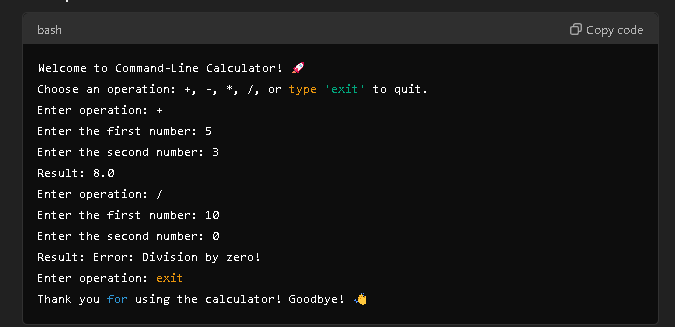 bash
Copy code
Welcome to Command-Line Calculator! 🚀
Choose an operation: +, -, *, /, or type 'exit' to quit.
Enter operation: +
Enter the first number: 5
Enter the second number: 3
Result: 8.0
Enter operation: /
Enter the first number: 10
Enter the second number: 0
Result: Error: Division by zero!
Enter operation: exit
Thank you for using the calculator! Goodbye! 👋